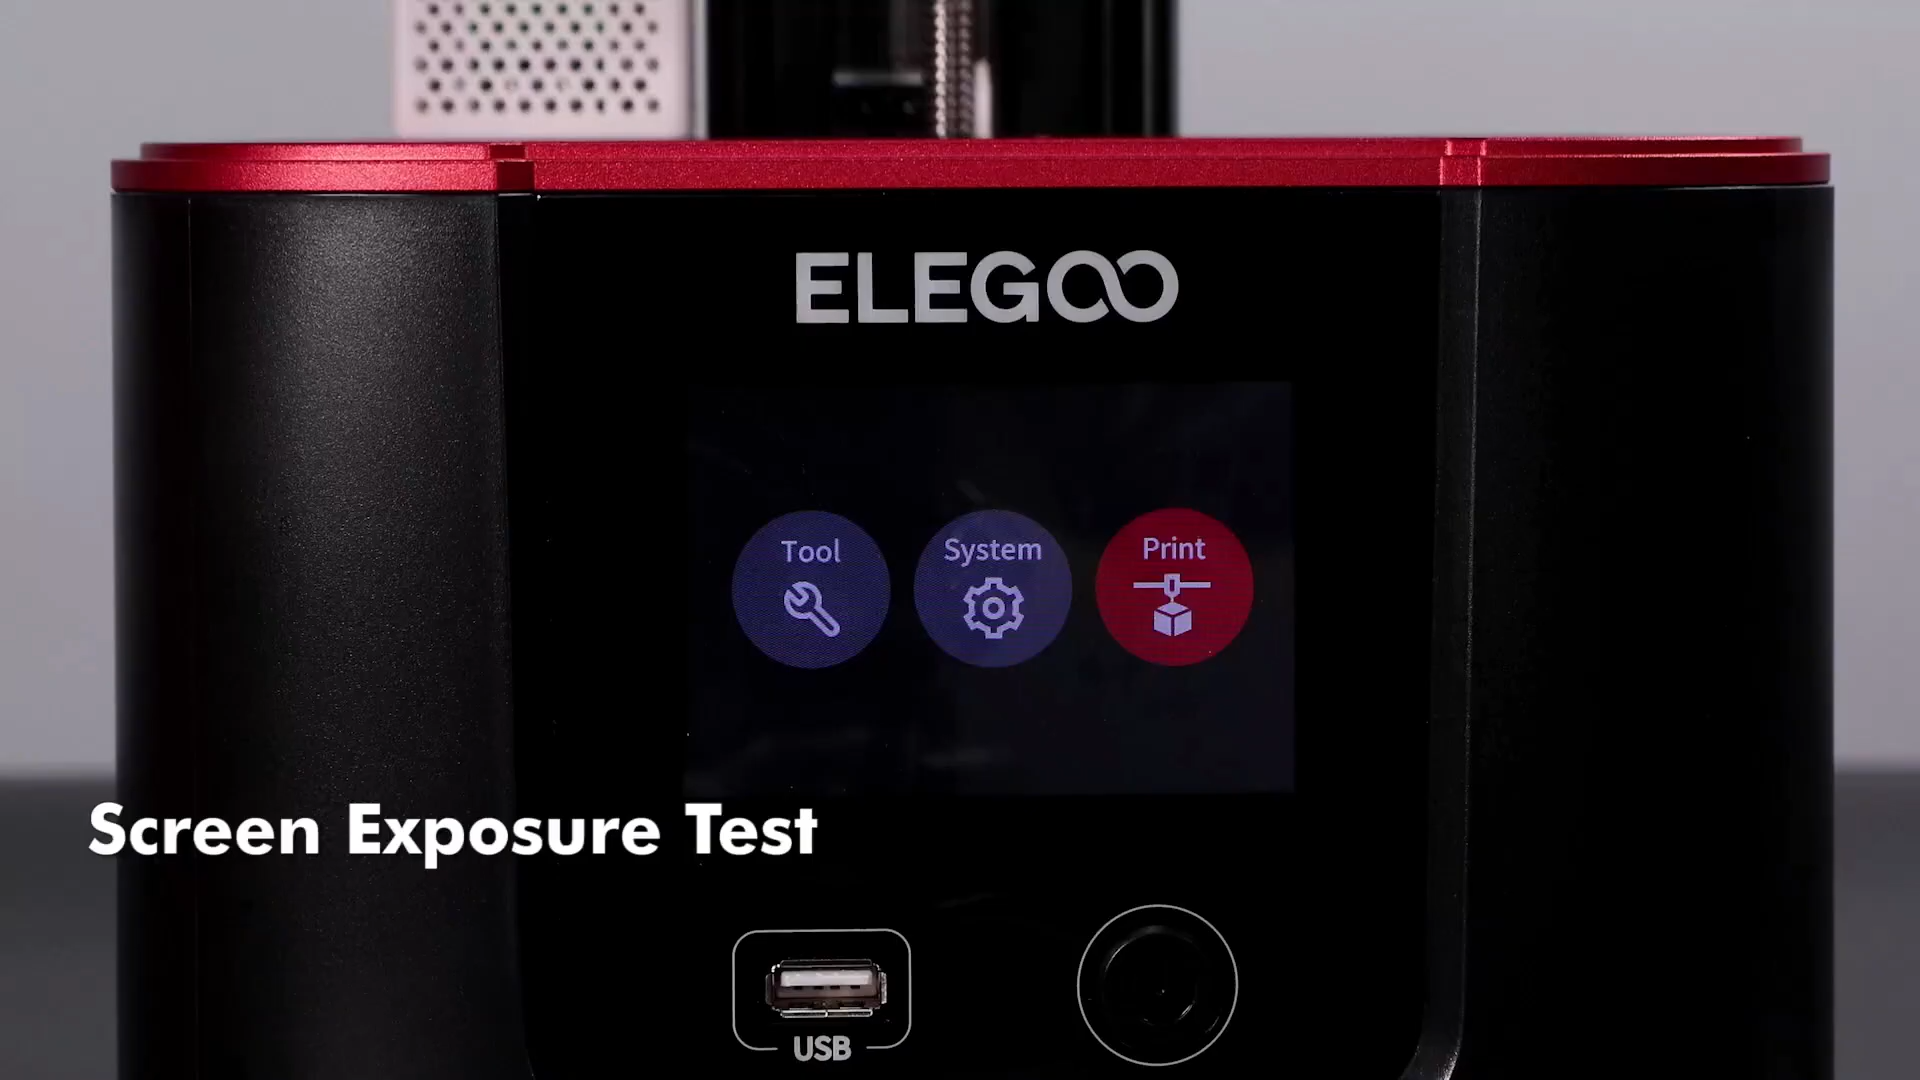 ELEGOO
Tool
System
Print
Screen Exposure Test
USB